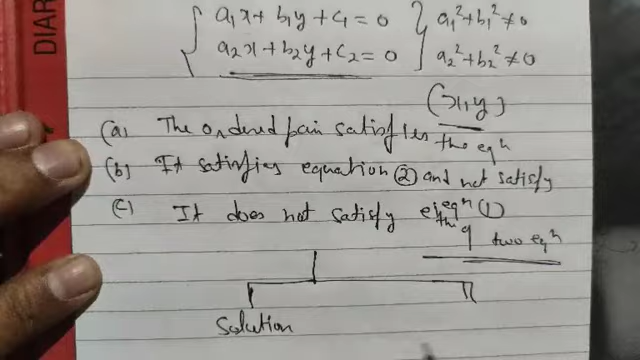 DIAR
a₁x + b₁y + c₁ = 0 } a₁² + b₁² ≠ 0
a₂x + b₂y + c₂ = 0 } a₂² + b₂² ≠ 0
(x, y)
(a) The ordered pair satisfies the eqⁿ
(b) It satisfies equation ② and not satisfy
eqⁿ (1)
(c) It does not satisfy two eqⁿ
Solution